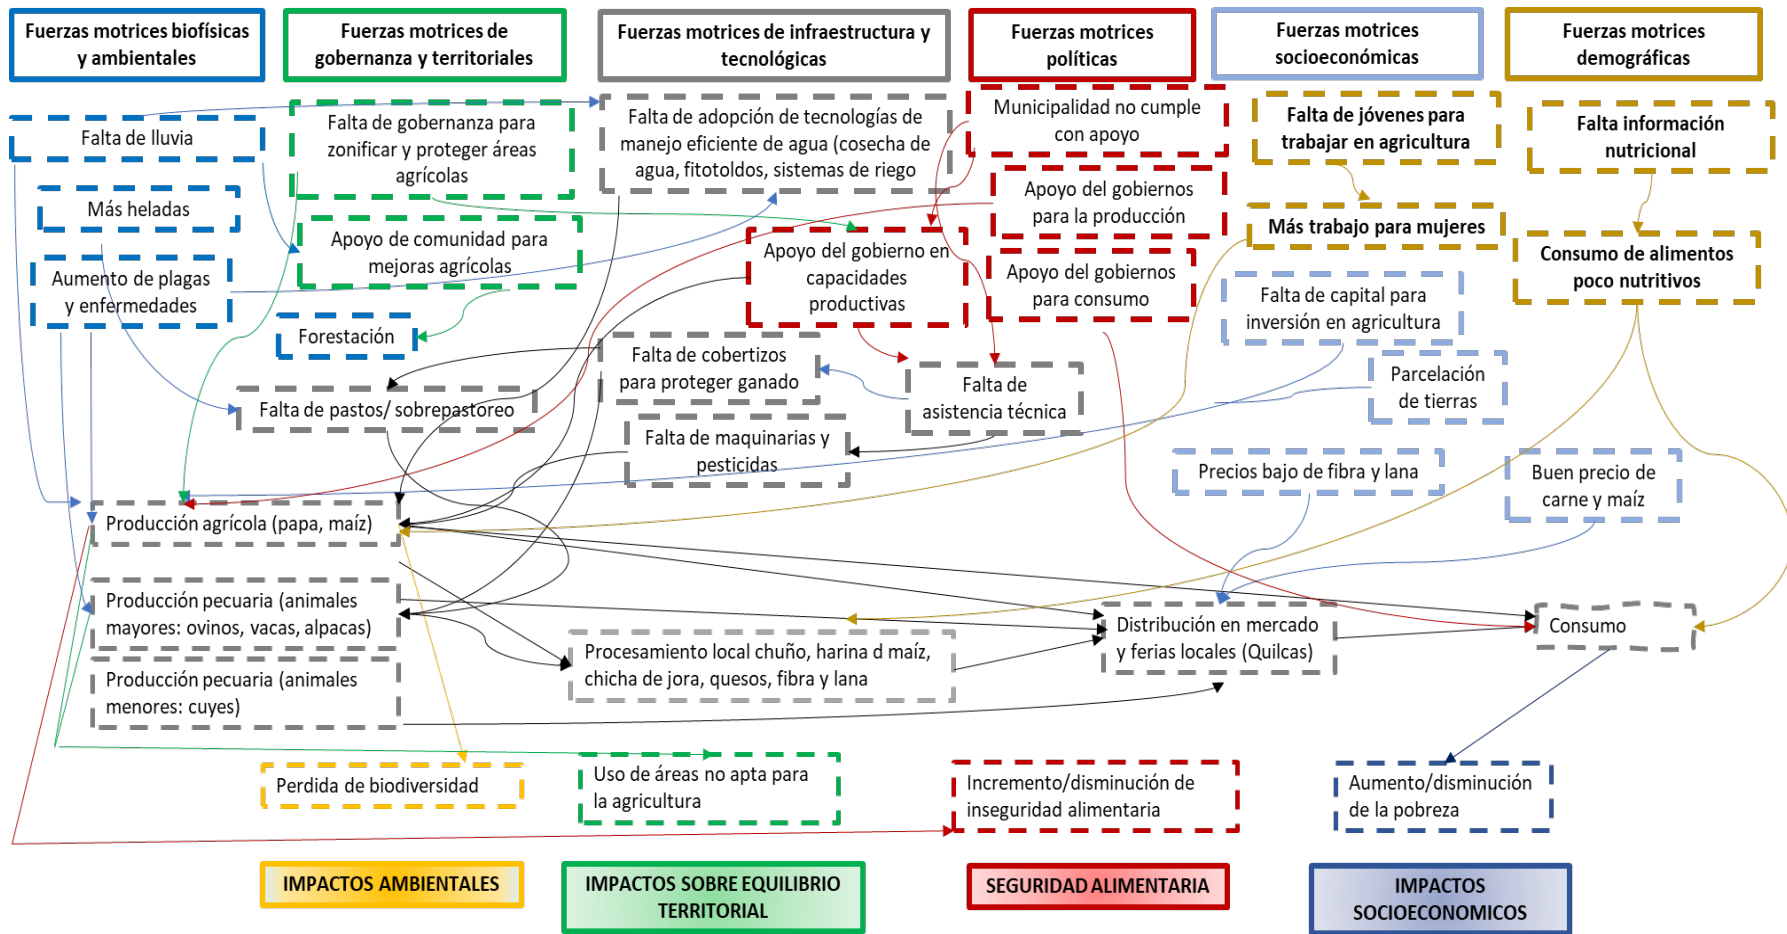 Fuerzas motrices biofísicas
y ambientales
Fuerzas motrices de
gobernanza y territoriales
Fuerzas motrices de infraestructura y
tecnológicas
Fuerzas motrices
políticas
Fuerzas motrices
socioeconómicas
Fuerzas motrices
demográficas
Falta de lluvia
Más heladas
Aumento de plagas
y enfermedades
Falta de gobernanza para
zonificar y proteger áreas
agrícolas
Apoyo de comunidad para
mejoras agrícolas
Forestación
Falta de adopción de tecnologías de
manejo eficiente de agua (cosecha de
agua, fitotoldos, sistemas de riego
Municipalidad no cumple
con apoyo
Apoyo del gobiernos
para la producción
Apoyo del gobierno en
capacidades
productivas
Apoyo del gobiernos
para consumo
Falta de jóvenes para
trabajar en agricultura
Más trabajo para mujeres
Falta información
nutricional
Consumo de alimentos
poco nutritivos
Falta de capital para
inversión en agricultura
Parcelación
de tierras
Falta de cobertizos
para proteger ganado
Falta de
asistencia técnica
Falta de pastos/ sobrepastoreo
Falta de maquinarias y
pesticidas
Precios bajo de fibra y lana
Buen precio de
carne y maíz
Producción agrícola (papa, maíz)
Producción pecuaria (animales
mayores: ovinos, vacas, alpacas)
Producción pecuaria (animales
menores: cuyes)
Procesamiento local chuño, harina d maíz,
chicha de jora, quesos, fibra y lana
Distribución en mercado
y ferias locales (Quilcas)
Consumo
Perdida de biodiversidad
Uso de áreas no apta para
la agricultura
Incremento/disminución de
inseguridad alimentaria
Aumento/disminución
de la pobreza
IMPACTOS AMBIENTALES
IMPACTOS SOBRE EQUILIBRIO
TERRITORIAL
SEGURIDAD ALIMENTARIA
IMPACTOS
SOCIOECONOMICOS